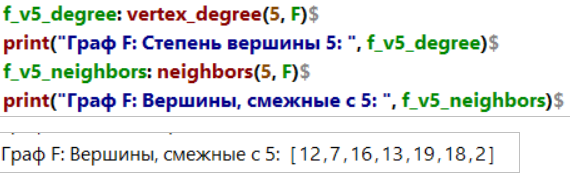 f_v5_degree: vertex_degree(5, F)$
print("Граф F: Степень вершины 5: ", f_v5_degree)$
f_v5_neighbors: neighbors(5, F)$
print("Граф F: Вершины, смежные с 5: ", f_v5_neighbors)$
Граф F: Вершины, смежные с 5: [12,7,16,13,19,18,2]